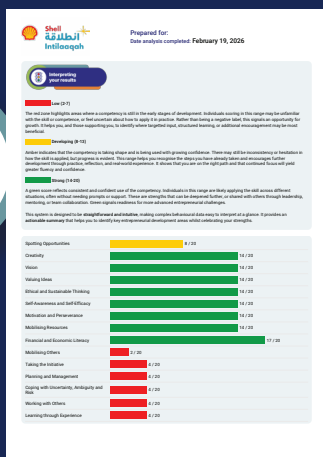 Shell
انطلاقة
Intilaaqah
Prepared for:
Date analysis completed: February 19, 2026
Interpreting
your results
Low (2-7)
The red zone highlights areas where a competency is still in the early stages of development. Individuals scoring in this range may be unfamiliar
with the skill or competence, or feel uncertain about how to apply it in practice. Rather than being a negative label, this signals an opportunity for
growth. It helps you, and those supporting you, to identify where targeted input, structured learning, or additional encouragement may be most
beneficial.
Developing (8-13)
Amber indicates that the competency is taking shape and is being used with growing confidence. There may still be inconsistency or hesitation in
how the skill is applied, but progress is evident. This range helps you recognise the steps you have already taken and encourages further
development through practice, reflection, and real-world experience. It shows that you are on the right path and that continued focus will yield
greater fluency and confidence.
Strong (14-20)
A green score reflects consistent and confident use of the competency. Individuals in this range are likely applying the skill across different
situations, often without needing prompts or support. These are strengths that can be deepened further, or shared with others through leadership,
mentoring, or team collaboration. Green signals readiness for more advanced entrepreneurial challenges.
This system is designed to be straightforward and intuitive, making complex behavioural data easy to interpret at a glance. It provides an
actionable summary that helps you to identify key entrepreneurial development areas whilst celebrating your strengths.
Spotting Opportunities 8 / 20
Creativity 14 / 20
Vision 14 / 20
Valuing Ideas 14 / 20
Ethical and Sustainable Thinking 14 / 20
Self-Awareness and Self-Efficacy 14 / 20
Motivation and Perseverance 14 / 20
Mobilising Resources 14 / 20
Financial and Economic Literacy 17 / 20
Mobilising Others 2 / 20
Taking the Initiative
Planning and Management 4 / 20
Coping with Uncertainty, Ambiguity and
Risk 4 / 20
Working with Others 4 / 20
Learning through Experience 4 / 20